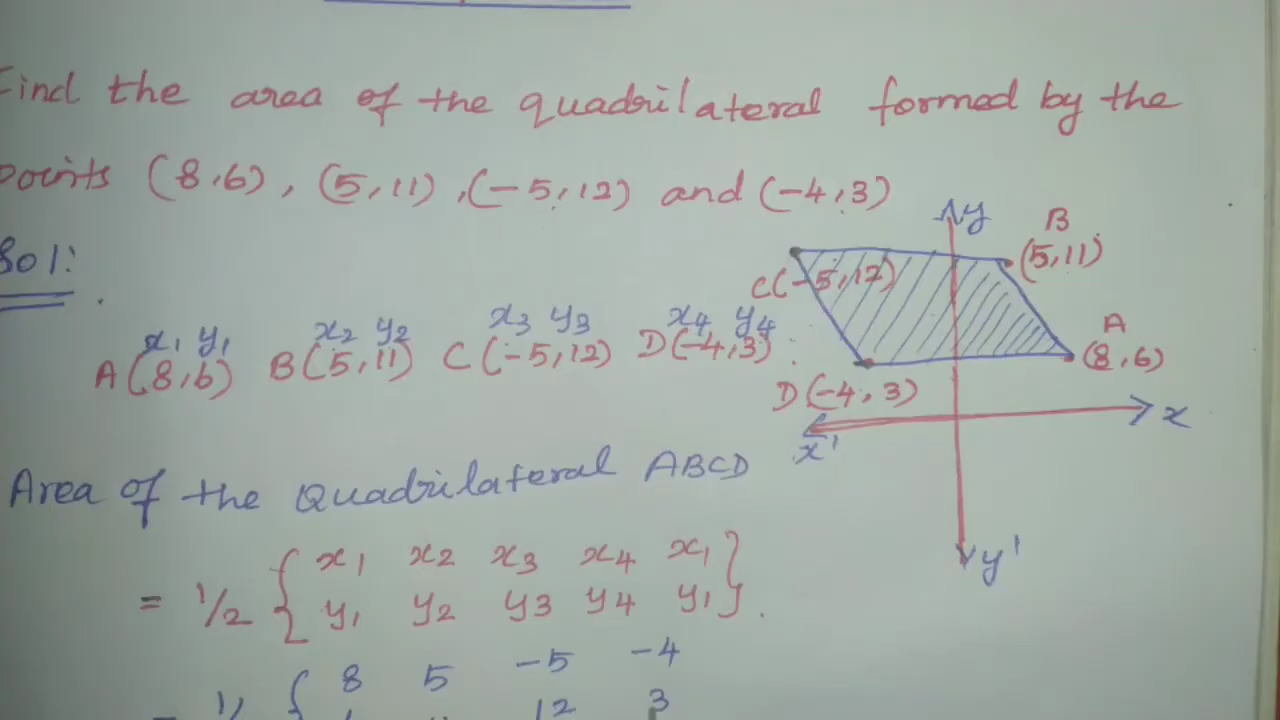 Find the area of the quadrilateral formed by the
points (8,6), (5,11), (-5,12) and (-4,3)
Sol:
x1 y1 x2 y2 x3 y3 x4 y4
A(8,6) B(5,11) C(-5,12) D(-4,3)
y
B
(5,11)
C(-5,12)
A
(8,6)
D(-4,3)
x
x'
y'
Area of the Quadrilateral ABCD
= 1/2 { x1 x2 x3 x4 x1 }
y1 y2 y3 y4 y1
8 5 -5 -4
12 3